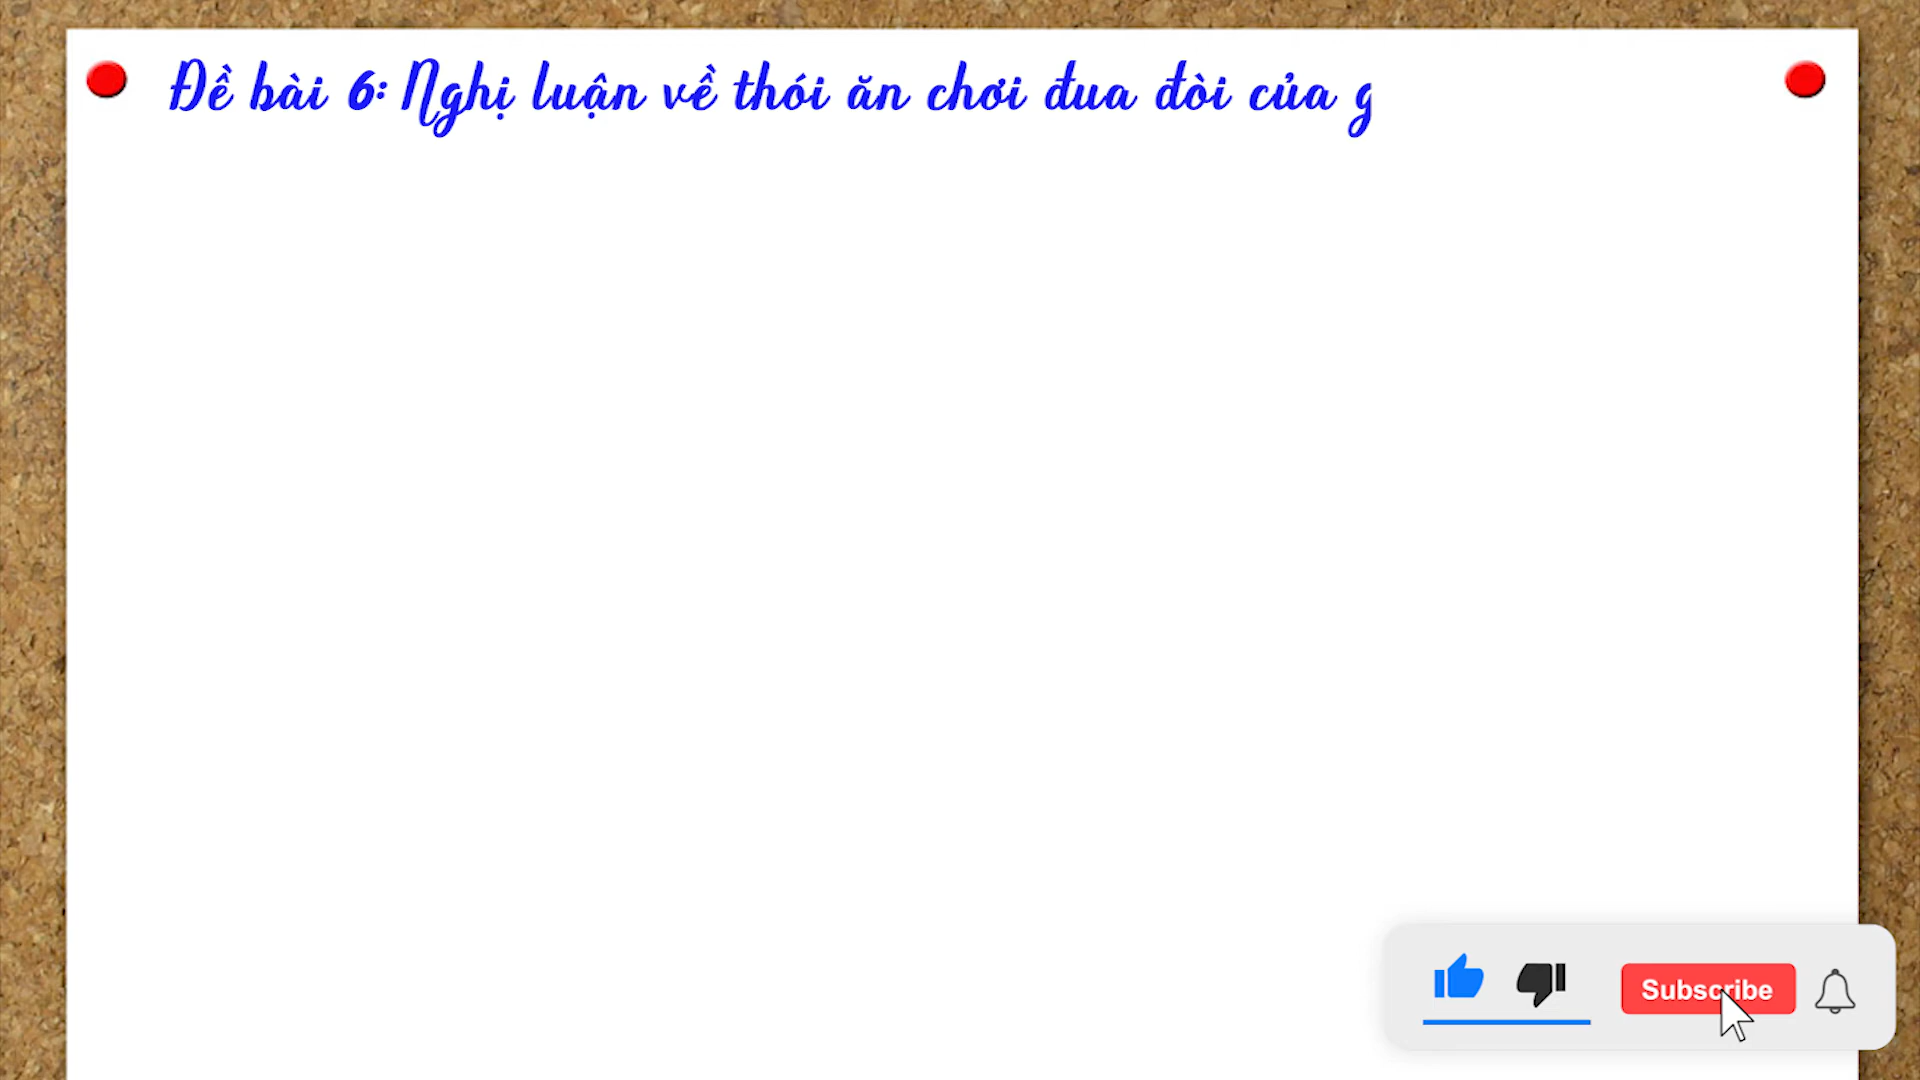 Đề bài 6: Nghị luận về thói ăn chơi đua đòi của g
Subscribe